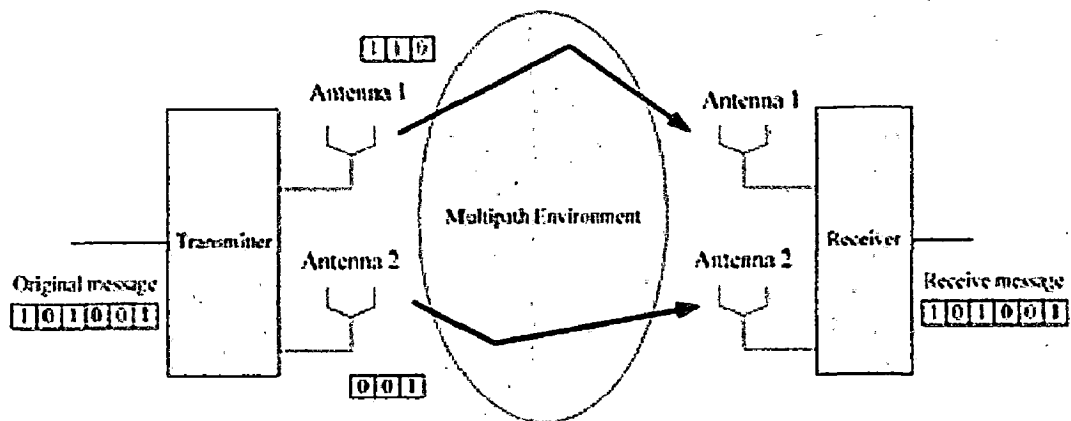 1 1 0
Antenna 1
Antenna 1
Multipath Environment
Transmitter
Receiver
Antenna 2
Antenna 2
Original message
1 0 1 0 0 1
Receive message
1 0 1 0 0 1
0 0 1